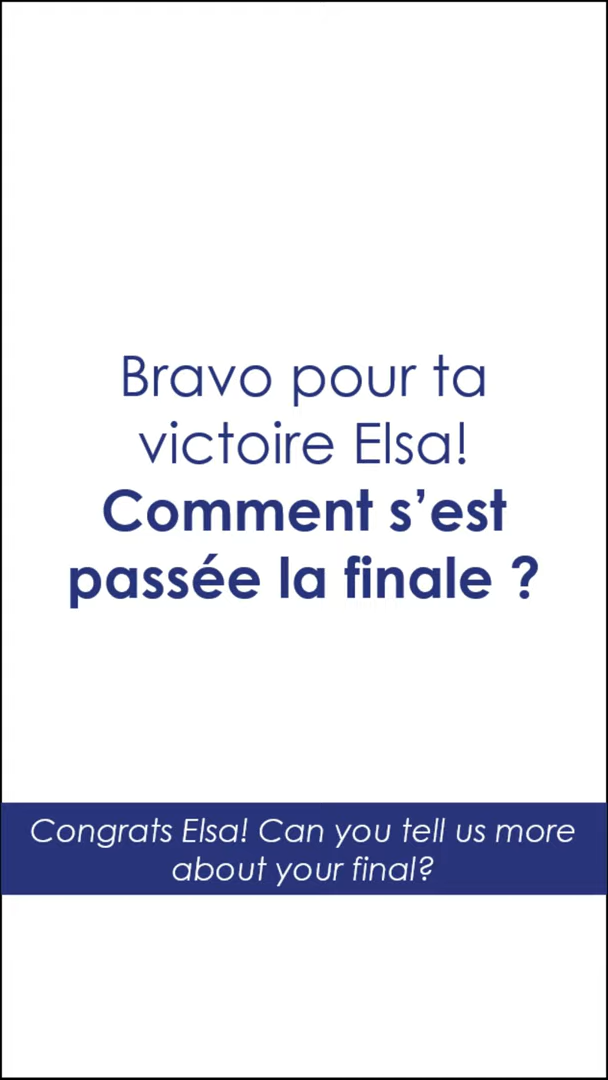 Bravo pour ta
victoire Elsa!
Comment s’est
passée la finale ?
Congrats Elsa! Can you tell us more
about your final?